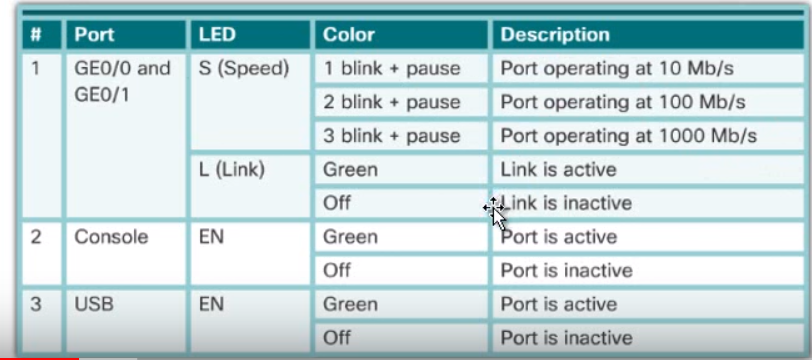 # Port LED Color Description
1 GE0/0 and S (Speed) 1 blink + pause Port operating at 10 Mb/s
GE0/1 2 blink + pause Port operating at 100 Mb/s
3 blink + pause Port operating at 1000 Mb/s
L (Link) Green Link is active
Off Link is inactive
2 Console EN Green Port is active
Off Port is inactive
3 USB EN Green Port is active
Off Port is inactive